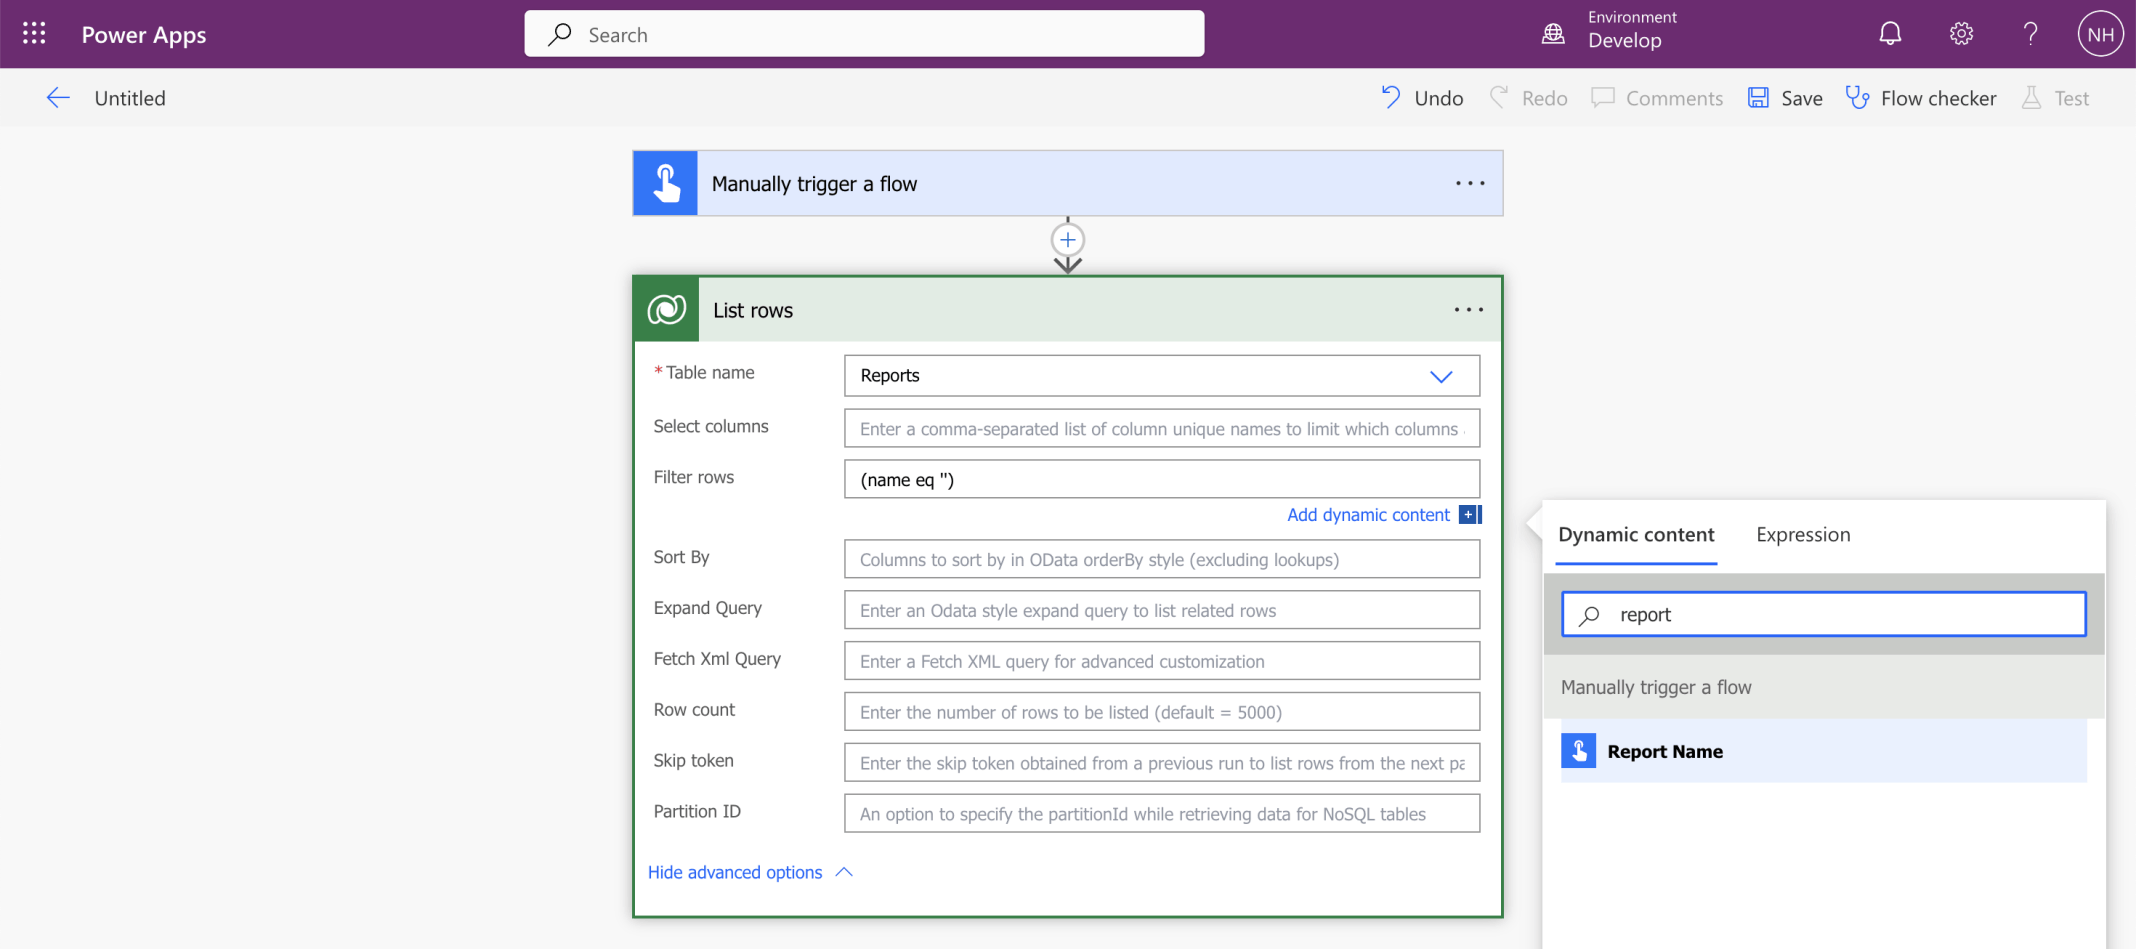 Power Apps
Search
Environment
Develop
?
NH
Untitled
Undo
Redo
Comments
Save
Flow checker
Test
Manually trigger a flow
List rows
* Table name
Reports
Select columns
Enter a comma-separated list of column unique names to limit which columns
Filter rows
(name eq '')
Add dynamic content
Sort By
Columns to sort by in OData orderBy style (excluding lookups)
Expand Query
Enter an Odata style expand query to list related rows
Fetch Xml Query
Enter a Fetch XML query for advanced customization
Row count
Enter the number of rows to be listed (default = 5000)
Skip token
Enter the skip token obtained from a previous run to list rows from the next pa
Partition ID
An option to specify the partitionId while retrieving data for NoSQL tables
Hide advanced options
Dynamic content
Expression
report
Manually trigger a flow
Report Name